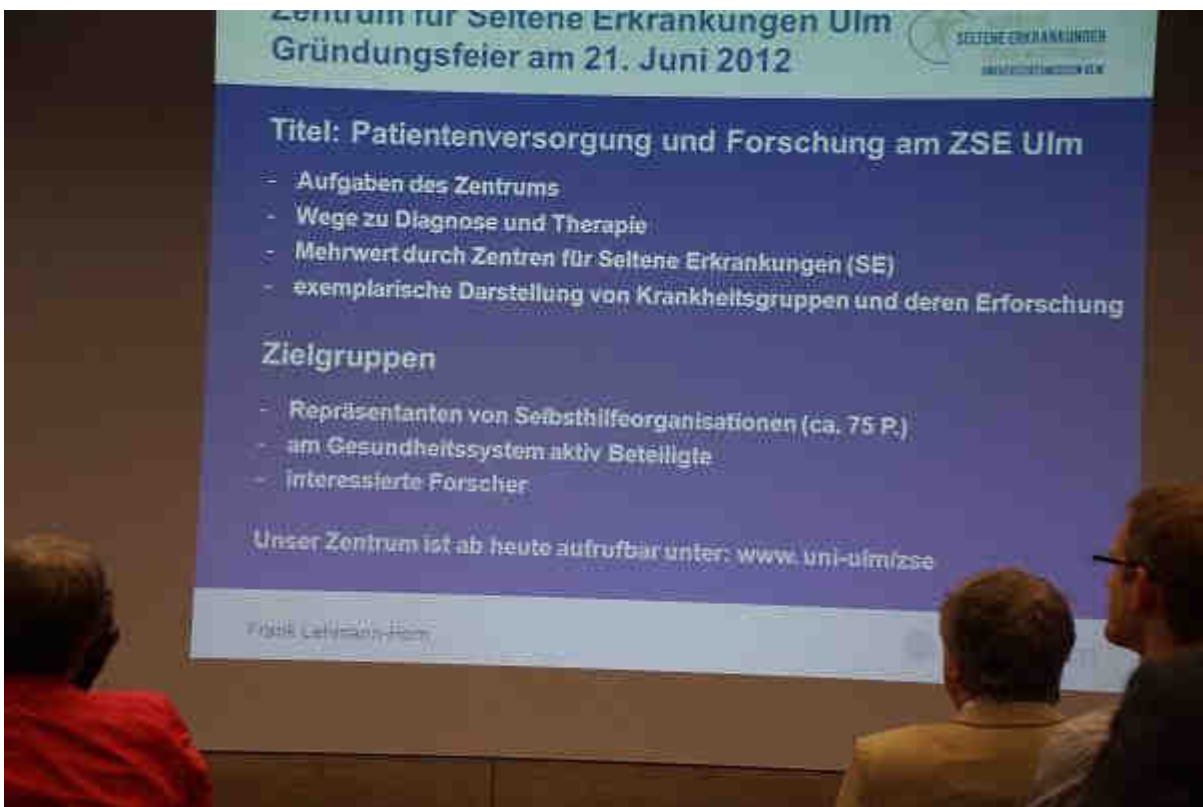 Zentrum für Seltene Erkrankungen Ulm
Gründungsfeier am 21. Juni 2012
SELTENE ERKRANKUNGEN
Titel: Patientenversorgung und Forschung am ZSE Ulm
- Aufgaben des Zentrums
- Wege zu Diagnose und Therapie
- Mehrwert durch Zentren für Seltene Erkrankungen (SE)
- exemplarische Darstellung von Krankheitsgruppen und deren Erforschung
Zielgruppen
- Repräsentanten von Selbsthilfeorganisationen (ca. 75 P.)
- am Gesundheitssystem aktiv Beteiligte
- interessierte Forscher
Unser Zentrum ist ab heute aufrufbar unter: www. uni-ulm/zse
Frank Lehmann-Horn